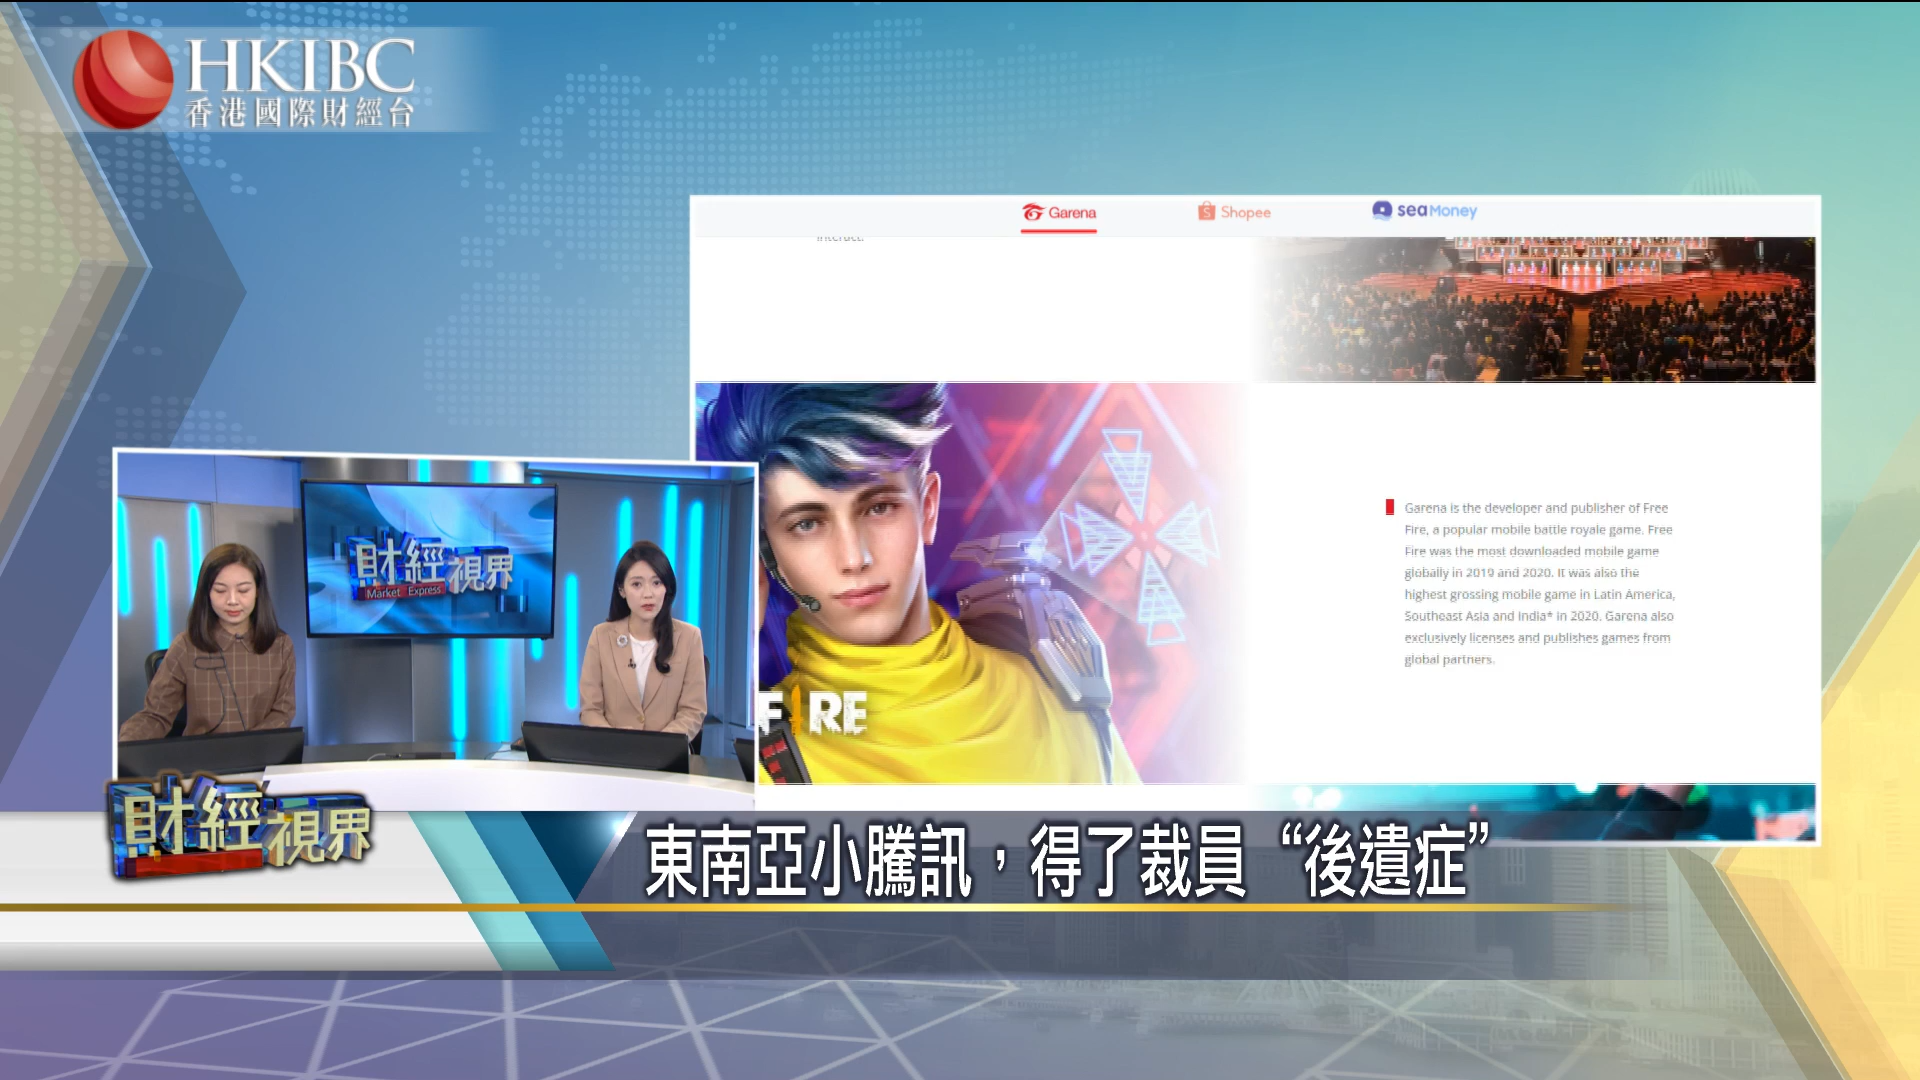 HKIBC
香港國際財經台
Garena
Shopee
sea Money
interact.
Garena is the developer and publisher of Free
Fire, a popular mobile battle royale game. Free
Fire was the most downloaded mobile game
globally in 2019 and 2020. It was also the
highest grossing mobile game in Latin America,
Southeast Asia and India* in 2020. Garena also
exclusively licenses and publishes games from
global partners.
FIRE
財經視界
Market Express
財經視界
東南亞小騰訊，得了裁員“後遺症”